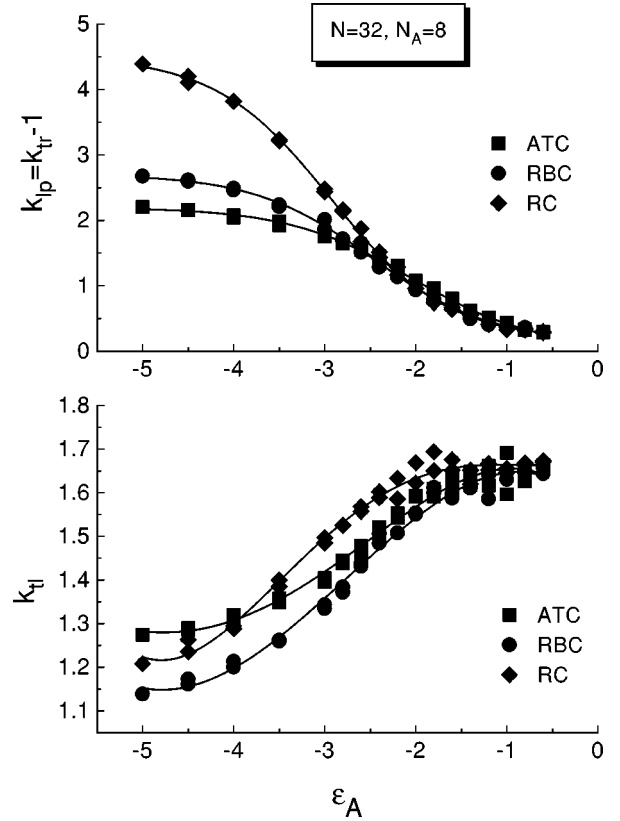 N=32, N_A=8
k_lp=k_tr-1
5
4
3
2
1
0
ATC
RBC
RC
-5 -4 -3 -2 -1 0
k_tl
1.8
1.7
1.6
1.5
1.4
1.3
1.2
1.1
ATC
RBC
RC
-5 -4 -3 -2 -1 0
ε_A